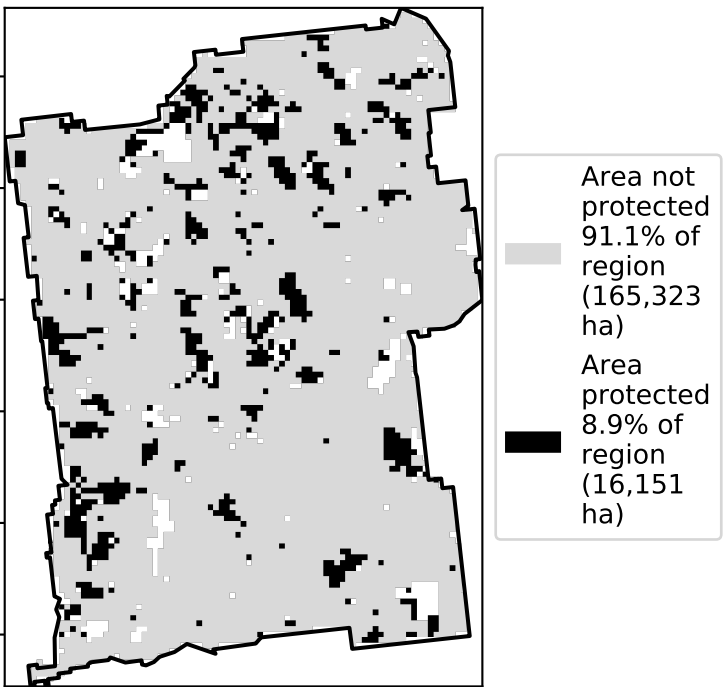 Area not
protected
91.1% of
region
(165,323
ha)
Area
protected
8.9% of
region
(16,151
ha)